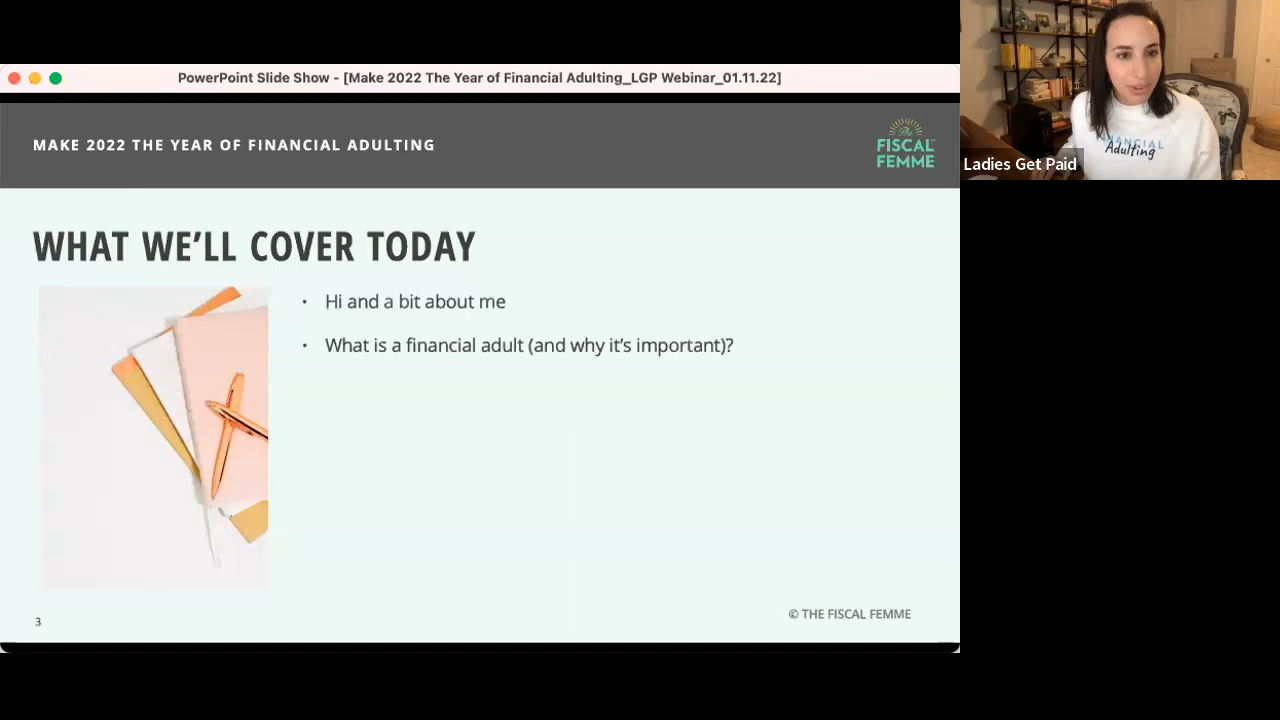 PowerPoint Slide Show - [Make 2022 The Year of Financial Adulting_LGP Webinar_01.11.22]
MAKE 2022 THE YEAR OF FINANCIAL ADULTING
The
FISCAL
FEMME
WHAT WE’LL COVER TODAY
• Hi and a bit about me
• What is a financial adult (and why it’s important)?
3
© THE FISCAL FEMME
FINANCIAL
Adulting
Ladies Get Paid